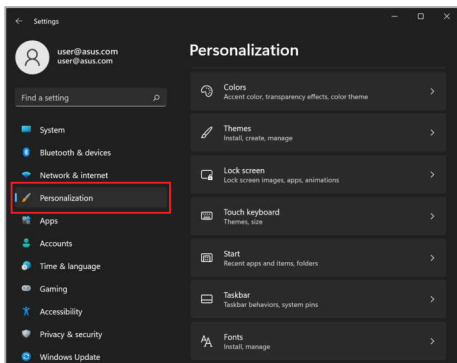 Settings
user@asus.com
user@asus.com
Find a setting
System
Bluetooth & devices
Network & internet
Personalization
Apps
Accounts
Time & language
Gaming
Accessibility
Privacy & security
Windows Update
Personalization
Colors
Accent color, transparency effects, color theme
Themes
Install, create, manage
Lock screen
Lock screen images, apps, animations
Touch keyboard
Themes, size
Start
Recent apps and items, folders
Taskbar
Taskbar behaviors, system pins
Fonts
Install, manage